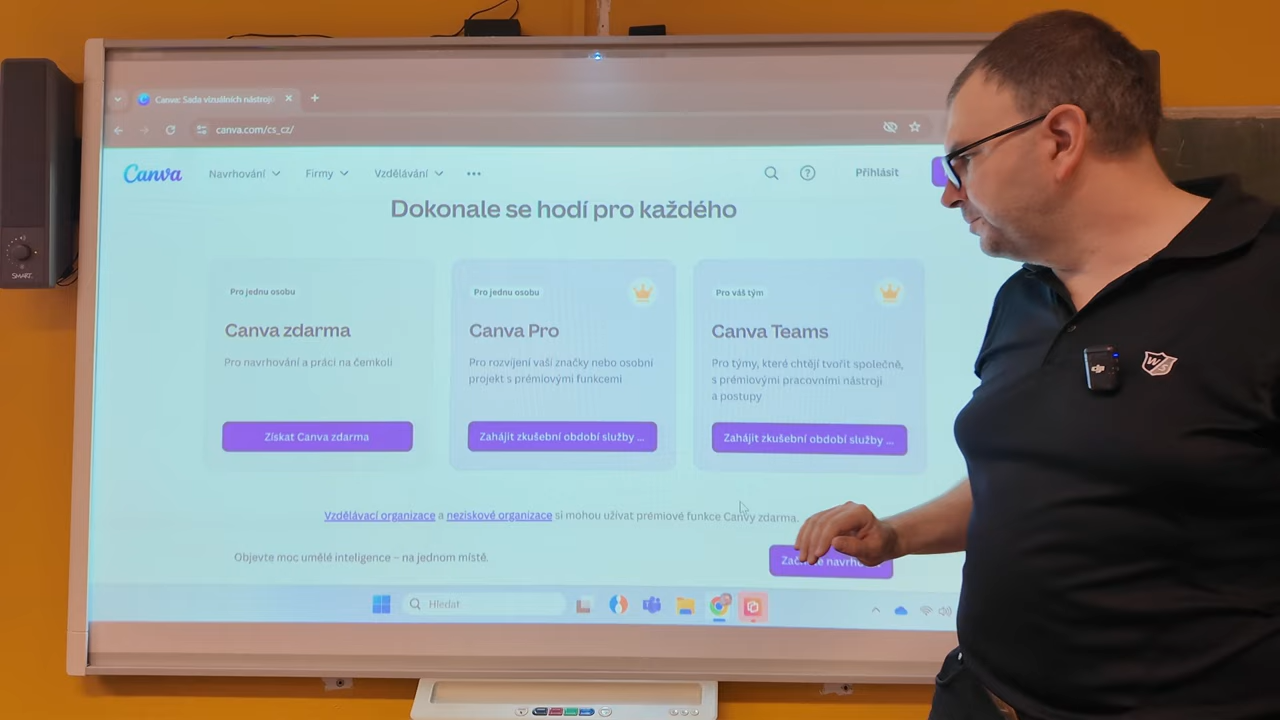 Canva: Sada vizuálních nástrojů
canva.com/cs_cz/
Canva
Navrhování
Firmy
Vzdělávání
Přihlásit
Dokonale se hodí pro každého
Pro jednu osobu
Canva zdarma
Pro navrhování a práci na čemkoli
Získat Canva zdarma
Pro jednu osobu
Canva Pro
Pro rozvíjení vaší značky nebo osobní
projekt s prémiovými funkcemi
Zahájit zkušební období služby ...
Pro váš tým
Canva Teams
Pro týmy, které chtějí tvořit společně,
s prémiovými pracovními nástroji
a postupy
Zahájit zkušební období služby ...
Vzdělávací organizace a neziskové organizace si mohou užívat prémiové funkce Canvy zdarma.
Objevte moc umělé inteligence – na jednom místě.
Hledat
SMART
dji
W/S